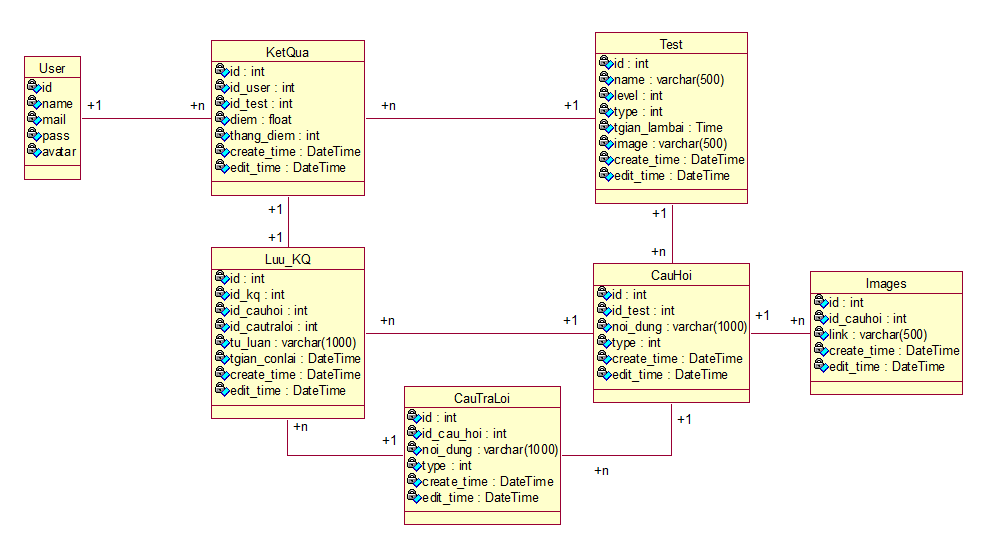 User
id
name
mail
pass
avatar
+1
+n
KetQua
id : int
id_user : int
id_test : int
diem : float
thang_diem : int
create_time : DateTime
edit_time : DateTime
+n
+1
Test
id : int
name : varchar(500)
level : int
type : int
tgian_lambai : Time
image : varchar(500)
create_time : DateTime
edit_time : DateTime
+1
+1
+1
+n
Luu_KQ
id : int
id_kq : int
id_cauhoi : int
id_cautraloi : int
tu_luan : varchar(1000)
tgian_conlai : DateTime
create_time : DateTime
edit_time : DateTime
+n
+1
CauHoi
id : int
id_test : int
noi_dung : varchar(1000)
type : int
create_time : DateTime
edit_time : DateTime
+1
+n
Images
id : int
id_cauhoi : int
link : varchar(500)
create_time : DateTime
edit_time : DateTime
+n
+1
CauTraLoi
id : int
id_cau_hoi : int
noi_dung : varchar(1000)
type : int
create_time : DateTime
edit_time : DateTime
+1
+n